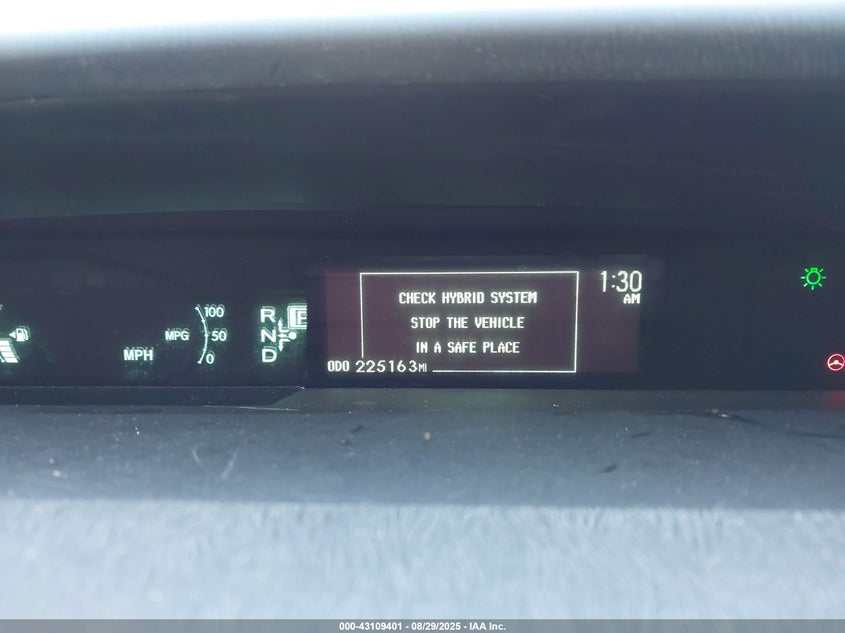 100
MPG 50
0
MPH
R
N
D
P
CHECK HYBRID SYSTEM
STOP THE VEHICLE
IN A SAFE PLACE
1:30
AM
ODO 225163 MI
000-43109401 - 08/29/2025 - IAA Inc.